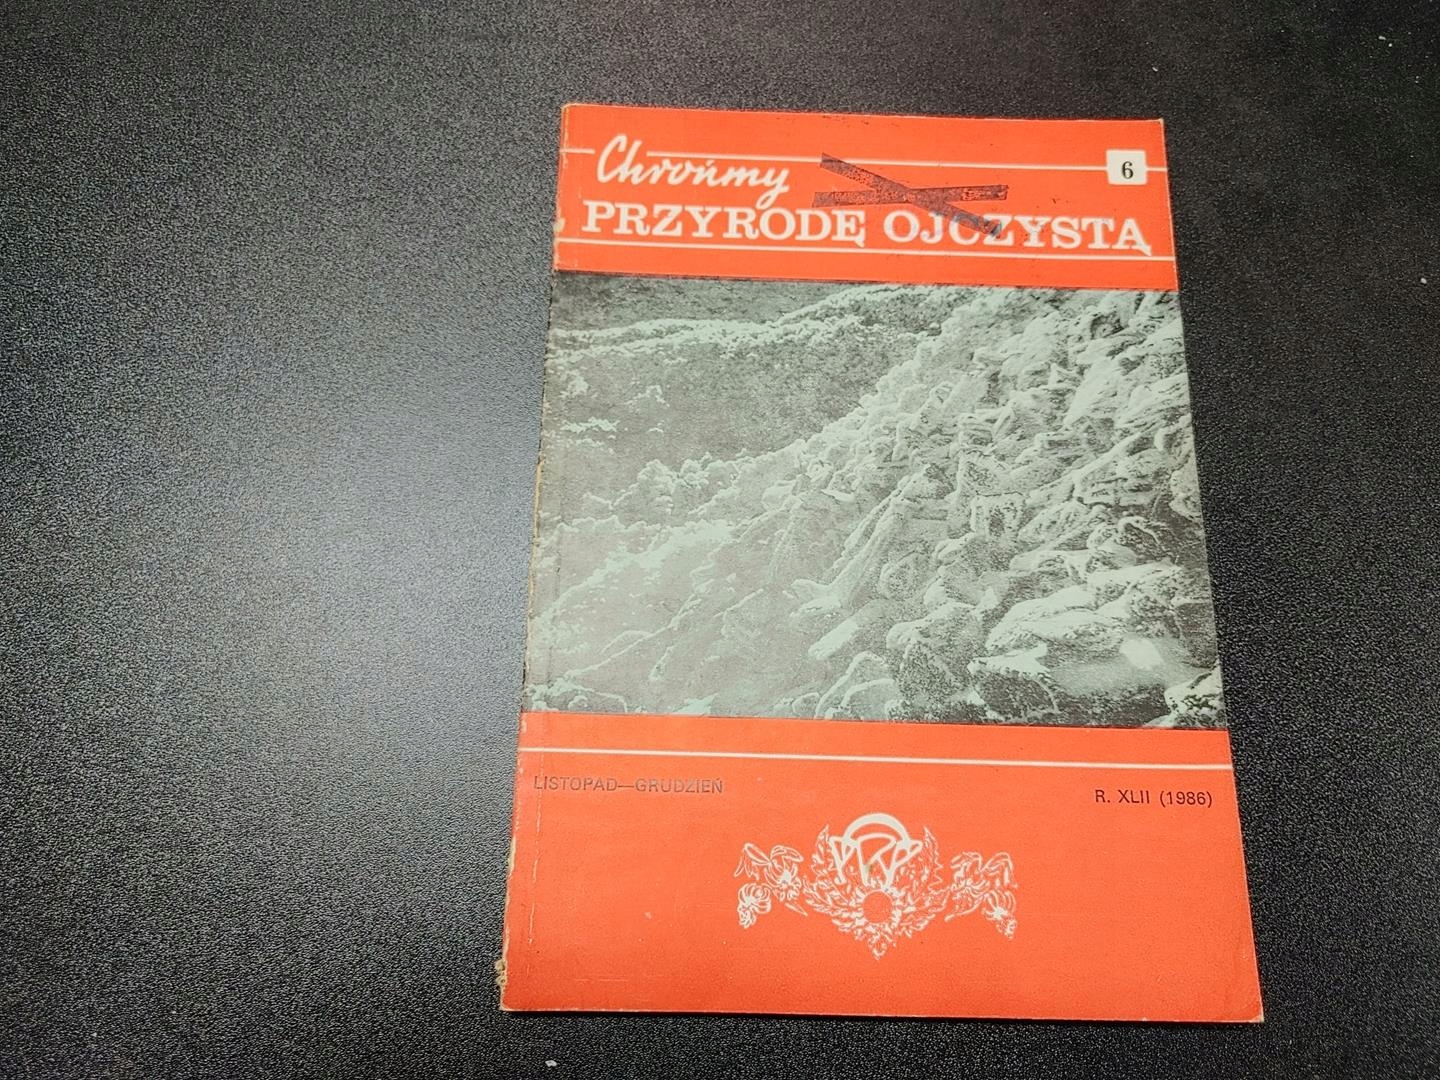 Chrońmy
6
PRZYRODĘ OJCZYSTĄ
LISTOPAD—GRUDZIEŃ
R. XLII (1986)